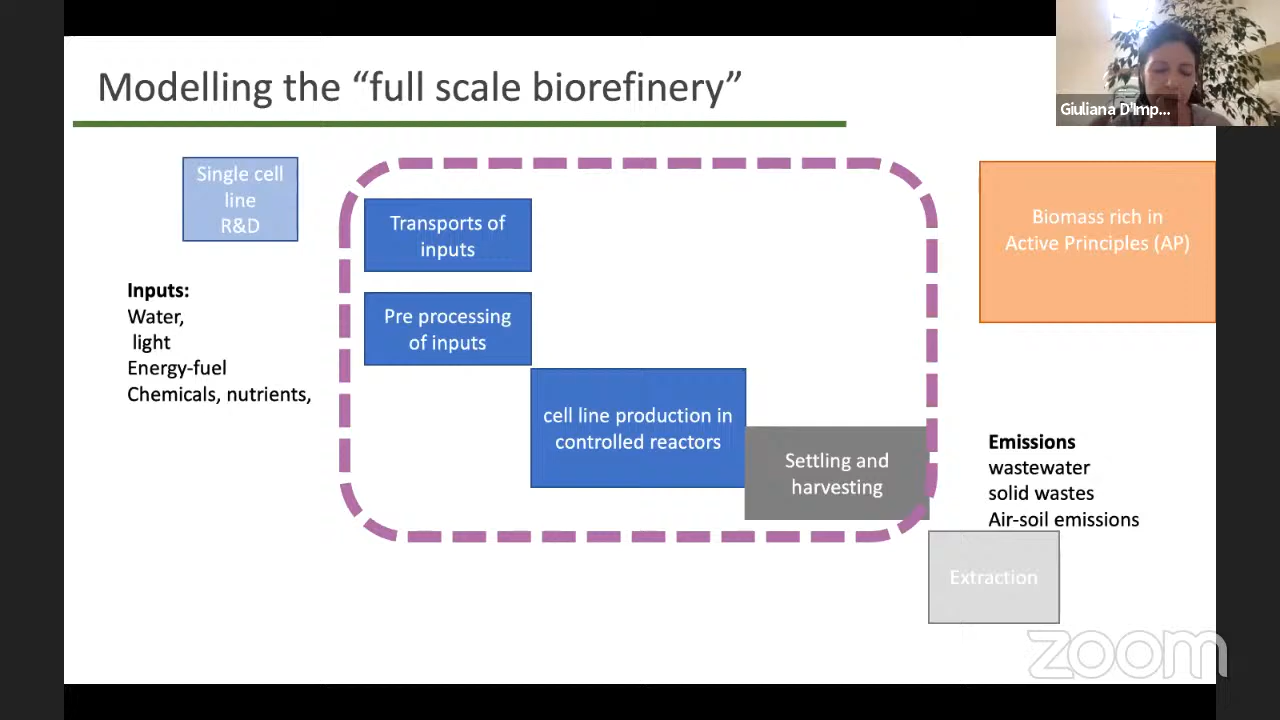 Modelling the “full scale biorefinery”
Giuliana D'Imp...
Single cell
line
R&D
Inputs:
Water,
light
Energy-fuel
Chemicals, nutrients,
Transports of
inputs
Pre processing
of inputs
cell line production in
controlled reactors
Settling and
harvesting
Biomass rich in
Active Principles (AP)
Emissions
wastewater
solid wastes
Air-soil emissions
Extraction
zoom